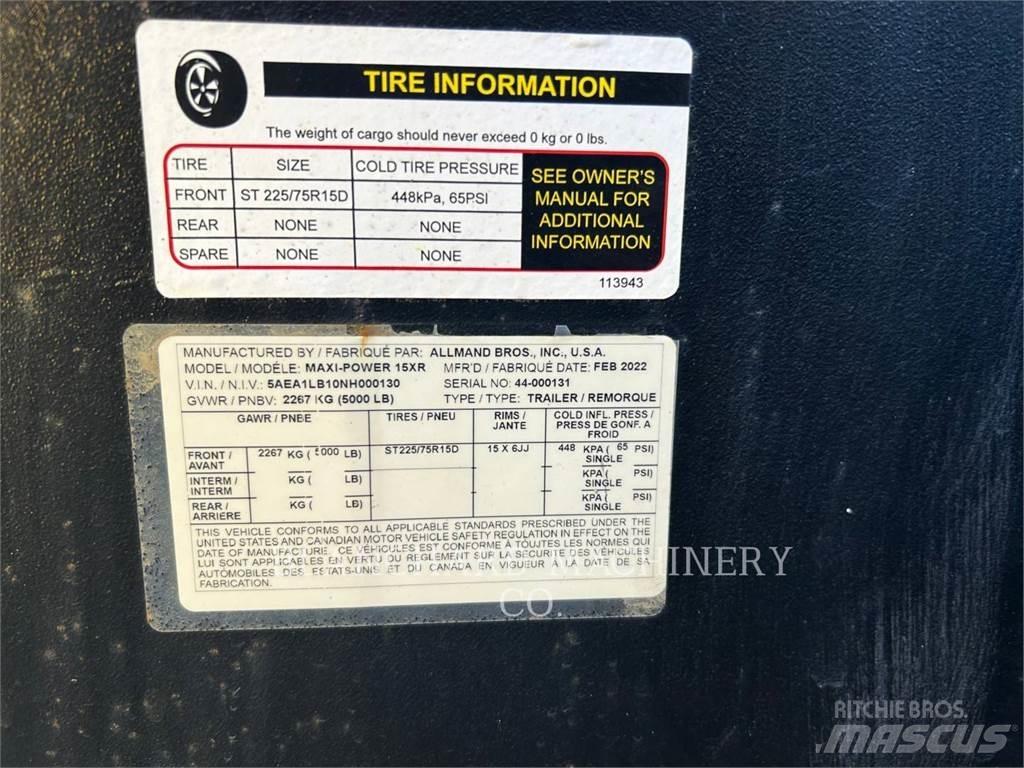 TIRE INFORMATION
The weight of cargo should never exceed 0 kg or 0 lbs.
TIRE SIZE COLD TIRE PRESSURE
FRONT ST 225/75R15D 448kPa, 65PSI
REAR NONE NONE
SPARE NONE NONE
SEE OWNER'S
MANUAL FOR
ADDITIONAL
INFORMATION
113943
MANUFACTURED BY / FABRIQUÉ PAR: ALLMAND BROS., INC., U.S.A.
MODEL / MODÈLE: MAXI-POWER 15XR MFR'D / FABRIQUÉ DATE: FEB 2022
V.I.N. / N.I.V.: 5AEA1LB10NH000130 SERIAL NO: 44-000131
GVWR / PNBV: 2267 KG (5000 LB) TYPE / TYPE: TRAILER / REMORQUE
GAWR / PNBE TIRES / PNEU RIMS / JANTE COLD INFL. PRESS / PRESS DE GONF. A FROID
FRONT / AVANT 2267 KG ( 5000 LB) ST225/75R15D 15 X 6JJ 448 KPA ( 65 PSI) SINGLE
INTERM / INTERM KG ( LB) KPA ( PSI) SINGLE
REAR / ARRIERE KG ( LB) KPA ( PSI) SINGLE
THIS VEHICLE CONFORMS TO ALL APPLICABLE STANDARDS PRESCRIBED UNDER THE
UNITED STATES AND CANADIAN MOTOR VEHICLE SAFETY REGULATION IN EFFECT ON THE
DATE OF MANUFACTURE. CE VÉHICULES EST CONFORME À TOUTES LES NORMES QUI
LUI SONT APPLICABLES EN VERTU DU REGLEMENT SUR LA SECURITE DES VÉHICULES
AUTOMOBILES DES ÉTATS-UNIS ET DU CANADA EN VIGUEUR À LA DATE DE SA
FABRICATION.
MACHINERY
CO.
RITCHIE BROS.
MASCUS